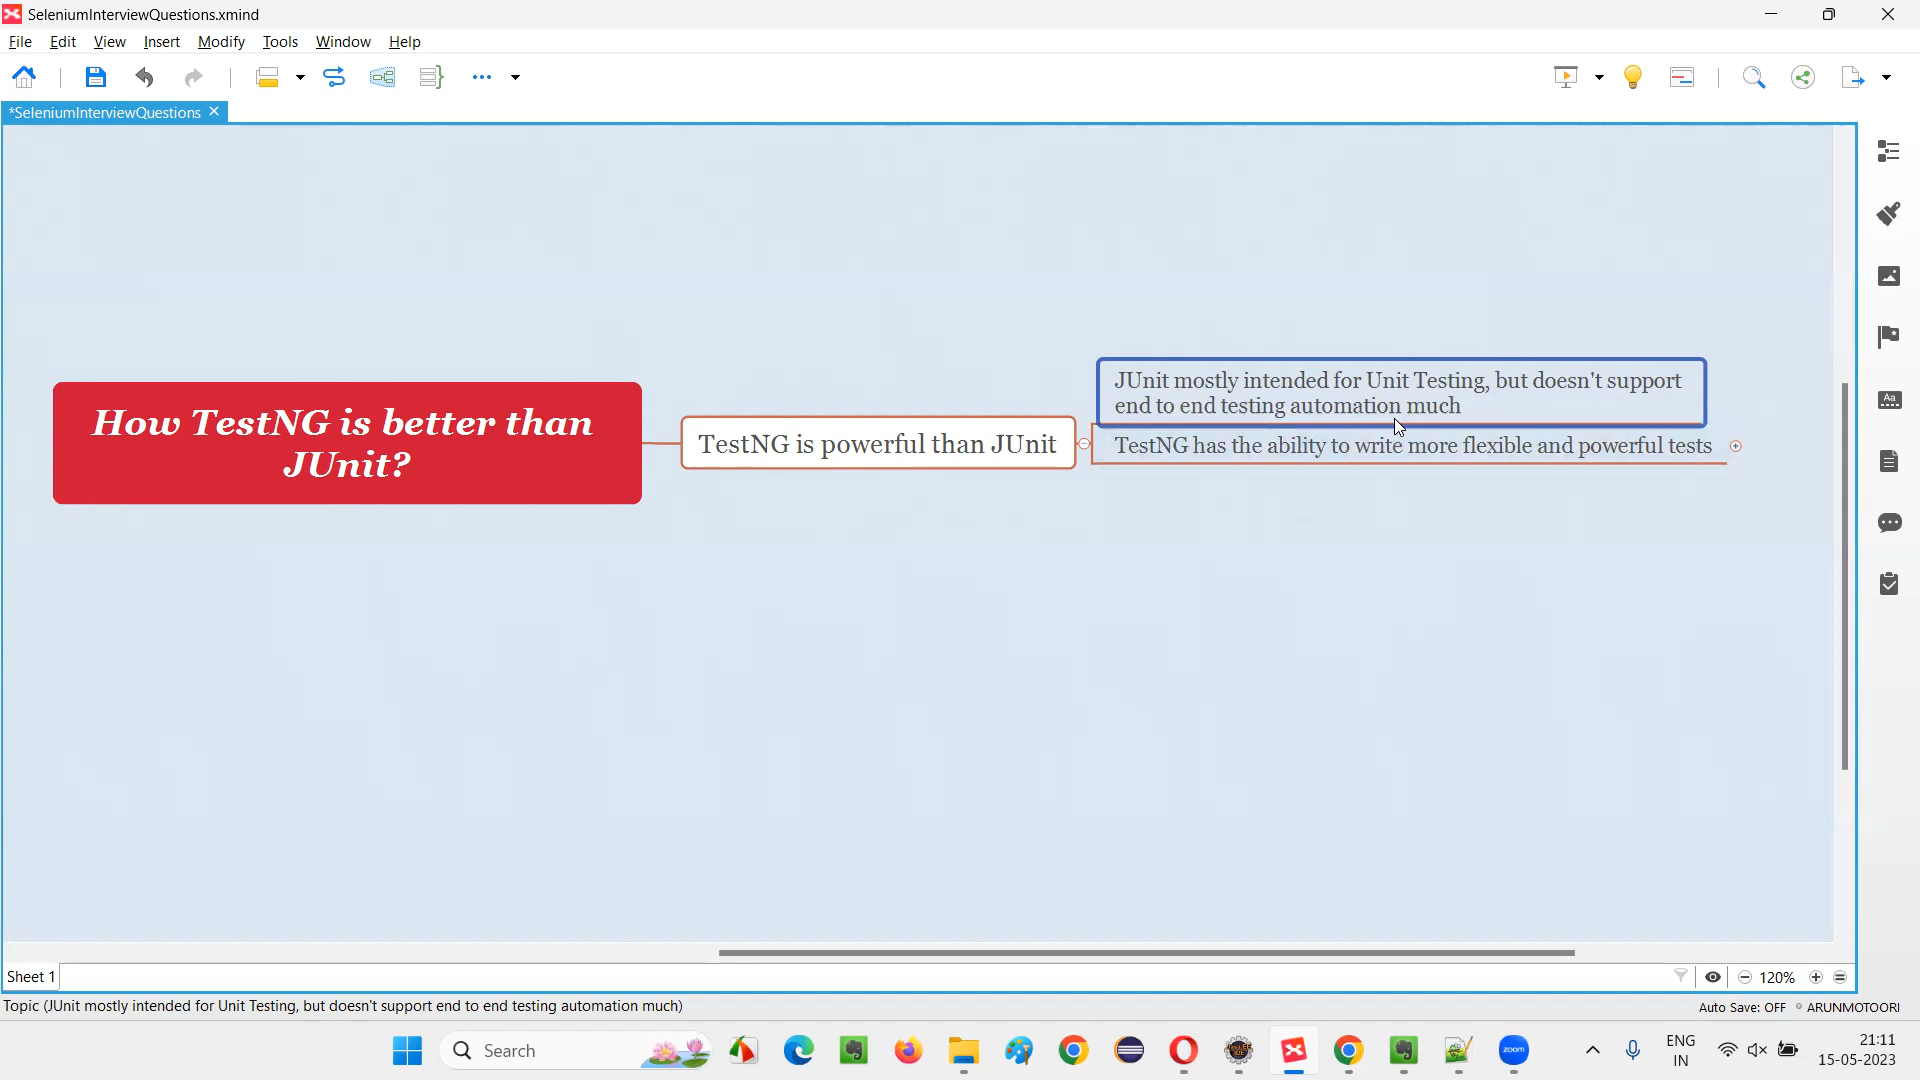 SeleniumInterviewQuestions.xmind
File Edit View Insert Modify Tools Window Help
*SeleniumInterviewQuestions
How TestNG is better than
JUnit?
TestNG is powerful than JUnit
JUnit mostly intended for Unit Testing, but doesn't support
end to end testing automation much
TestNG has the ability to write more flexible and powerful tests
Aa
Sheet 1
120%
Topic (JUnit mostly intended for Unit Testing, but doesn't support end to end testing automation much)
Auto Save: OFF ARUNMOTOORI
Search
zoom
ENG
IN
21:11
15-05-2023